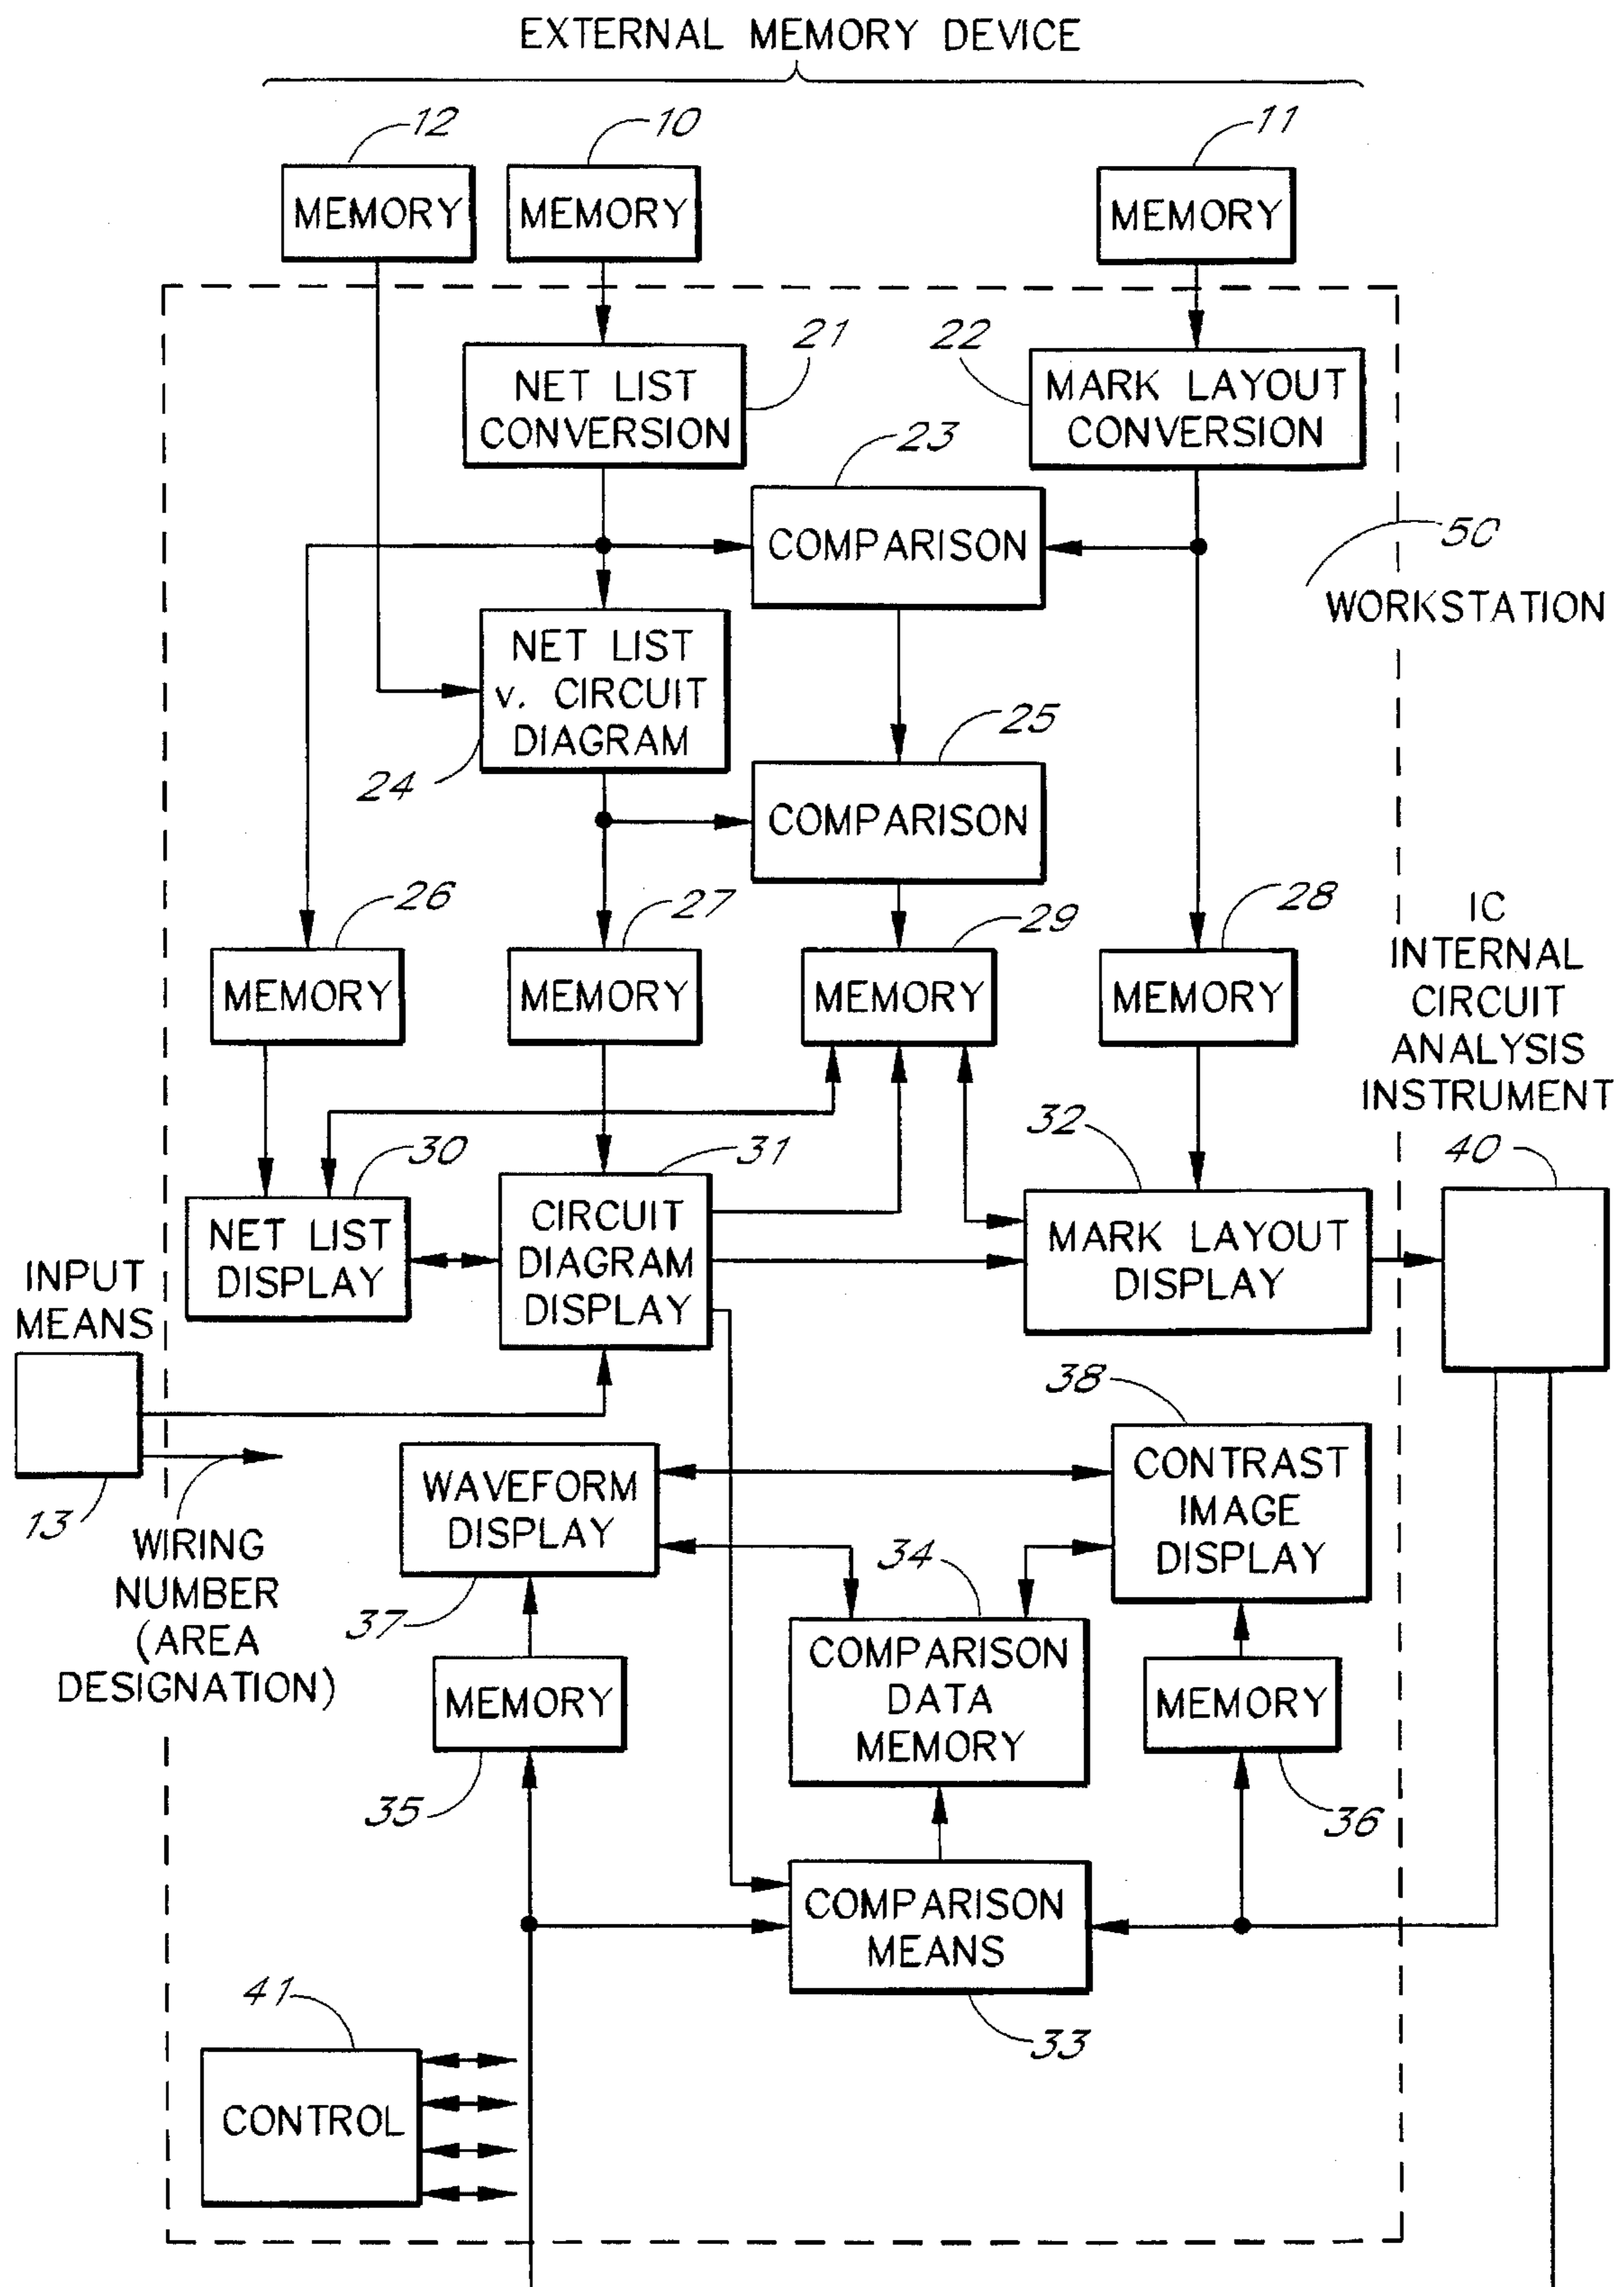 EXTERNAL MEMORY DEVICE
12
10
11
MEMORY
MEMORY
MEMORY
21
22
NET LIST
CONVERSION
MARK LAYOUT
CONVERSION
23
COMPARISON
50
WORKSTATION
NET LIST
v. CIRCUIT
DIAGRAM
24
25
COMPARISON
26
27
29
28
MEMORY
MEMORY
MEMORY
MEMORY
IC
INTERNAL
CIRCUIT
ANALYSIS
INSTRUMENT
30
31
32
40
NET LIST
DISPLAY
CIRCUIT
DIAGRAM
DISPLAY
MARK LAYOUT
DISPLAY
INPUT
MEANS
13
WIRING
NUMBER
(AREA
DESIGNATION)
38
WAVEFORM
DISPLAY
37
CONTRAST
IMAGE
DISPLAY
34
COMPARISON
DATA
MEMORY
MEMORY
35
MEMORY
36
COMPARISON
MEANS
33
41
CONTROL